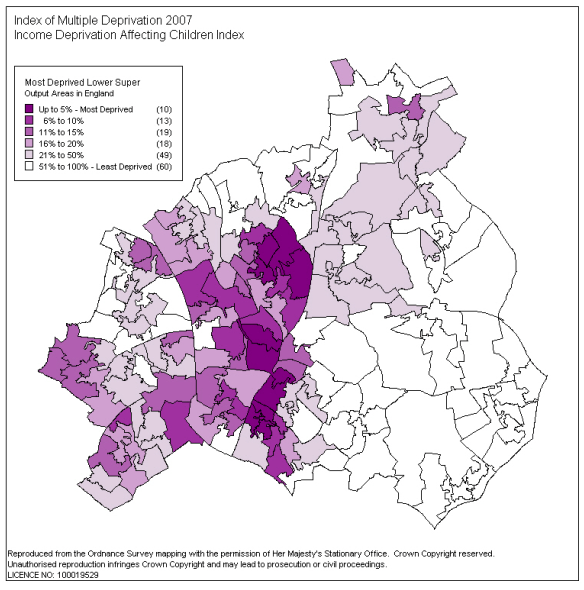 Index of Multiple Deprivation 2007
Income Deprivation Affecting Children Index
Most Deprived Lower Super
Output Areas in England
Up to 5% - Most Deprived (10)
6% to 10% (13)
11% to 15% (19)
16% to 20% (18)
21% to 50% (49)
51% to 100% - Least Deprived (60)
Reproduced from the Ordnance Survey mapping with the permission of Her Majesty's Stationary Office. Crown Copyright reserved.
Unauthorised reproduction infringes Crown Copyright and may lead to prosecution or civil proceedings.
LICENCE NO: 100019529